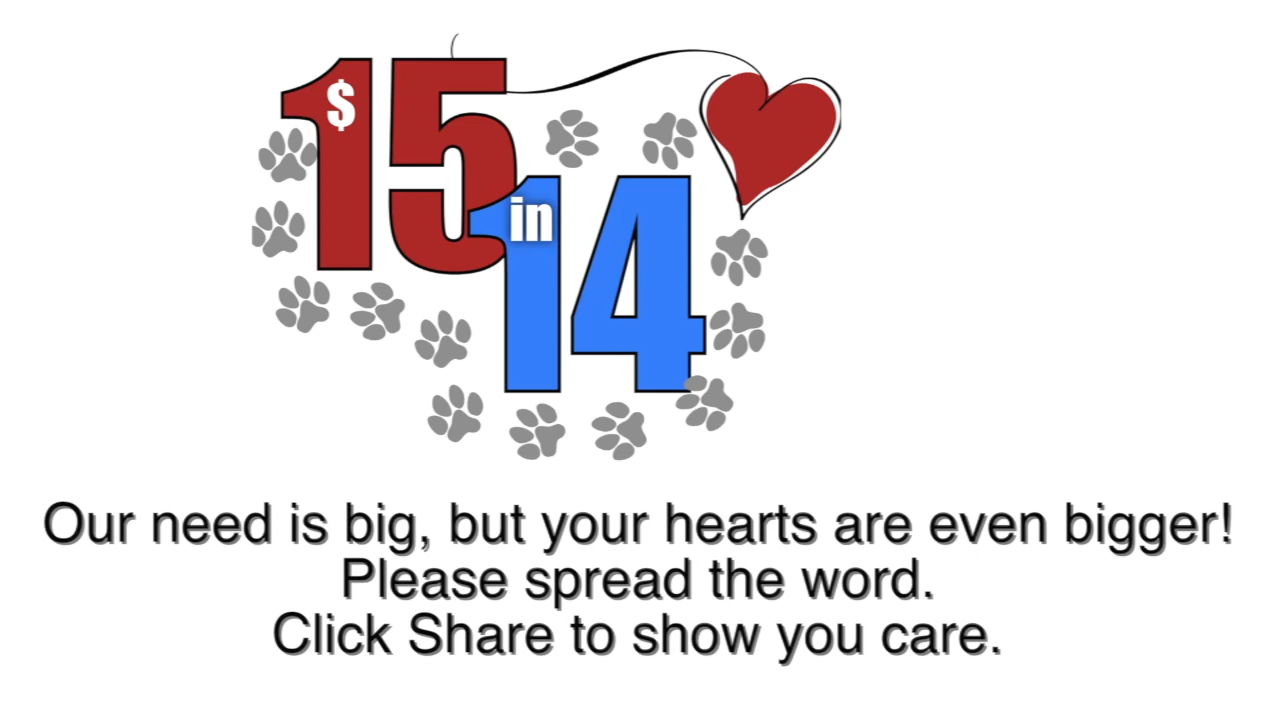 $15
in
14
Our need is big, but your hearts are even bigger!
Please spread the word.
Click Share to show you care.